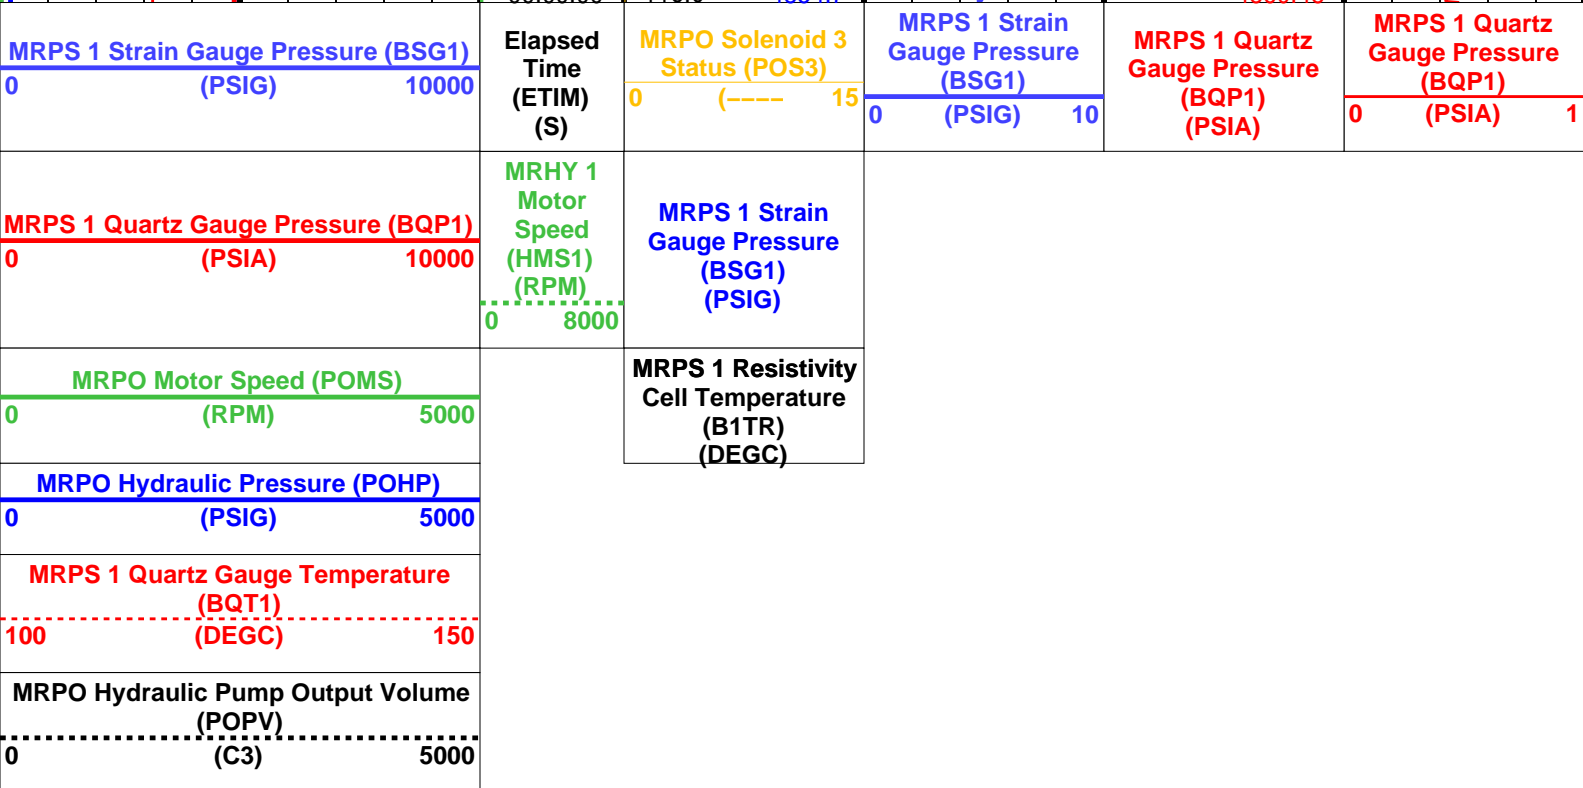 MRPS 1 Strain Gauge Pressure (BSG1)
0 (PSIG) 10000
Elapsed
Time
(ETIM)
(S)
MRPO Solenoid 3
Status (POS3)
0 (---- 15
MRPS 1 Strain
Gauge Pressure
(BSG1)
0 (PSIG) 10
MRPS 1 Quartz
Gauge Pressure
(BQP1)
(PSIA)
MRPS 1 Quartz
Gauge Pressure
(BQP1)
0 (PSIA) 1
MRPS 1 Quartz Gauge Pressure (BQP1)
0 (PSIA) 10000
MRHY 1
Motor
Speed
(HMS1)
(RPM)
0 8000
MRPS 1 Strain
Gauge Pressure
(BSG1)
(PSIG)
MRPO Motor Speed (POMS)
0 (RPM) 5000
MRPS 1 Resistivity
Cell Temperature
(B1TR)
(DEGC)
MRPO Hydraulic Pressure (POHP)
0 (PSIG) 5000
MRPS 1 Quartz Gauge Temperature
(BQT1)
100 (DEGC) 150
MRPO Hydraulic Pump Output Volume
(POPV)
0 (C3) 5000